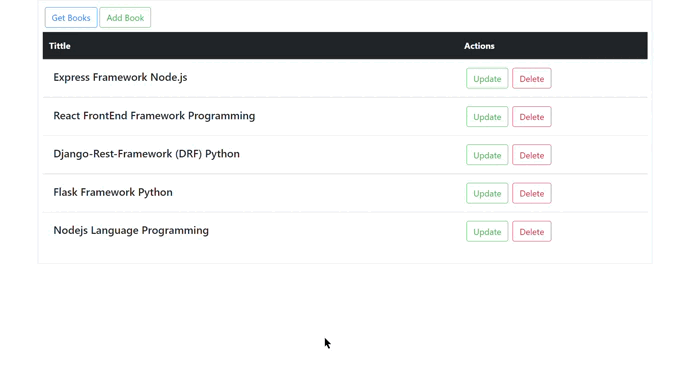 Get Books Add Book
Tittle Actions
Express Framework Node.js Update Delete
React FrontEnd Framework Programming Update Delete
Django-Rest-Framework (DRF) Python Update Delete
Flask Framework Python Update Delete
Nodejs Language Programming Update Delete